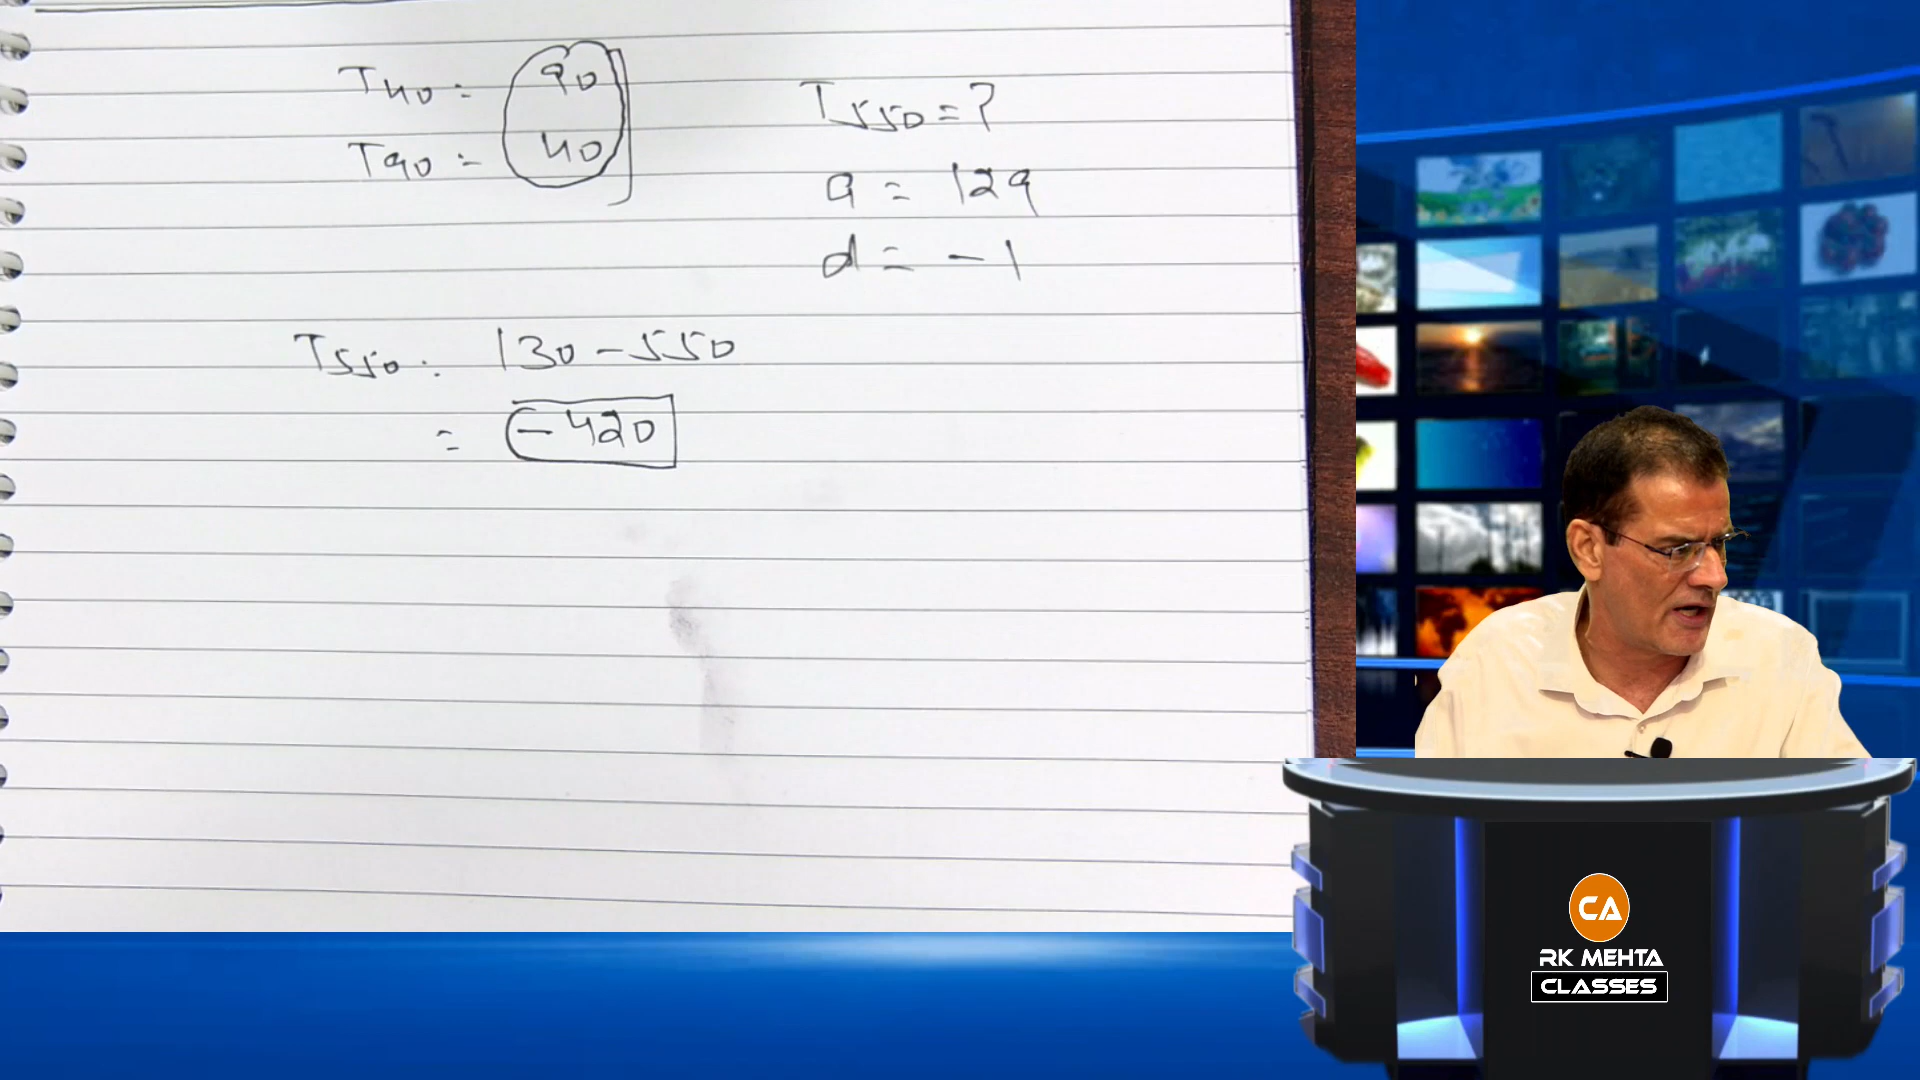 T40 = 90
T90 = 40
T550 = ?
a = 129
d = -1
T550 = 130 - 550
= -420
CA
RK MEHTA
CLASSES